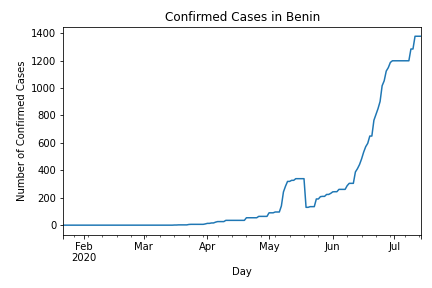 Confirmed Cases in Benin
Number of Confirmed Cases
1400
1200
1000
800
600
400
200
0
Feb Mar Apr May Jun Jul
2020
Day